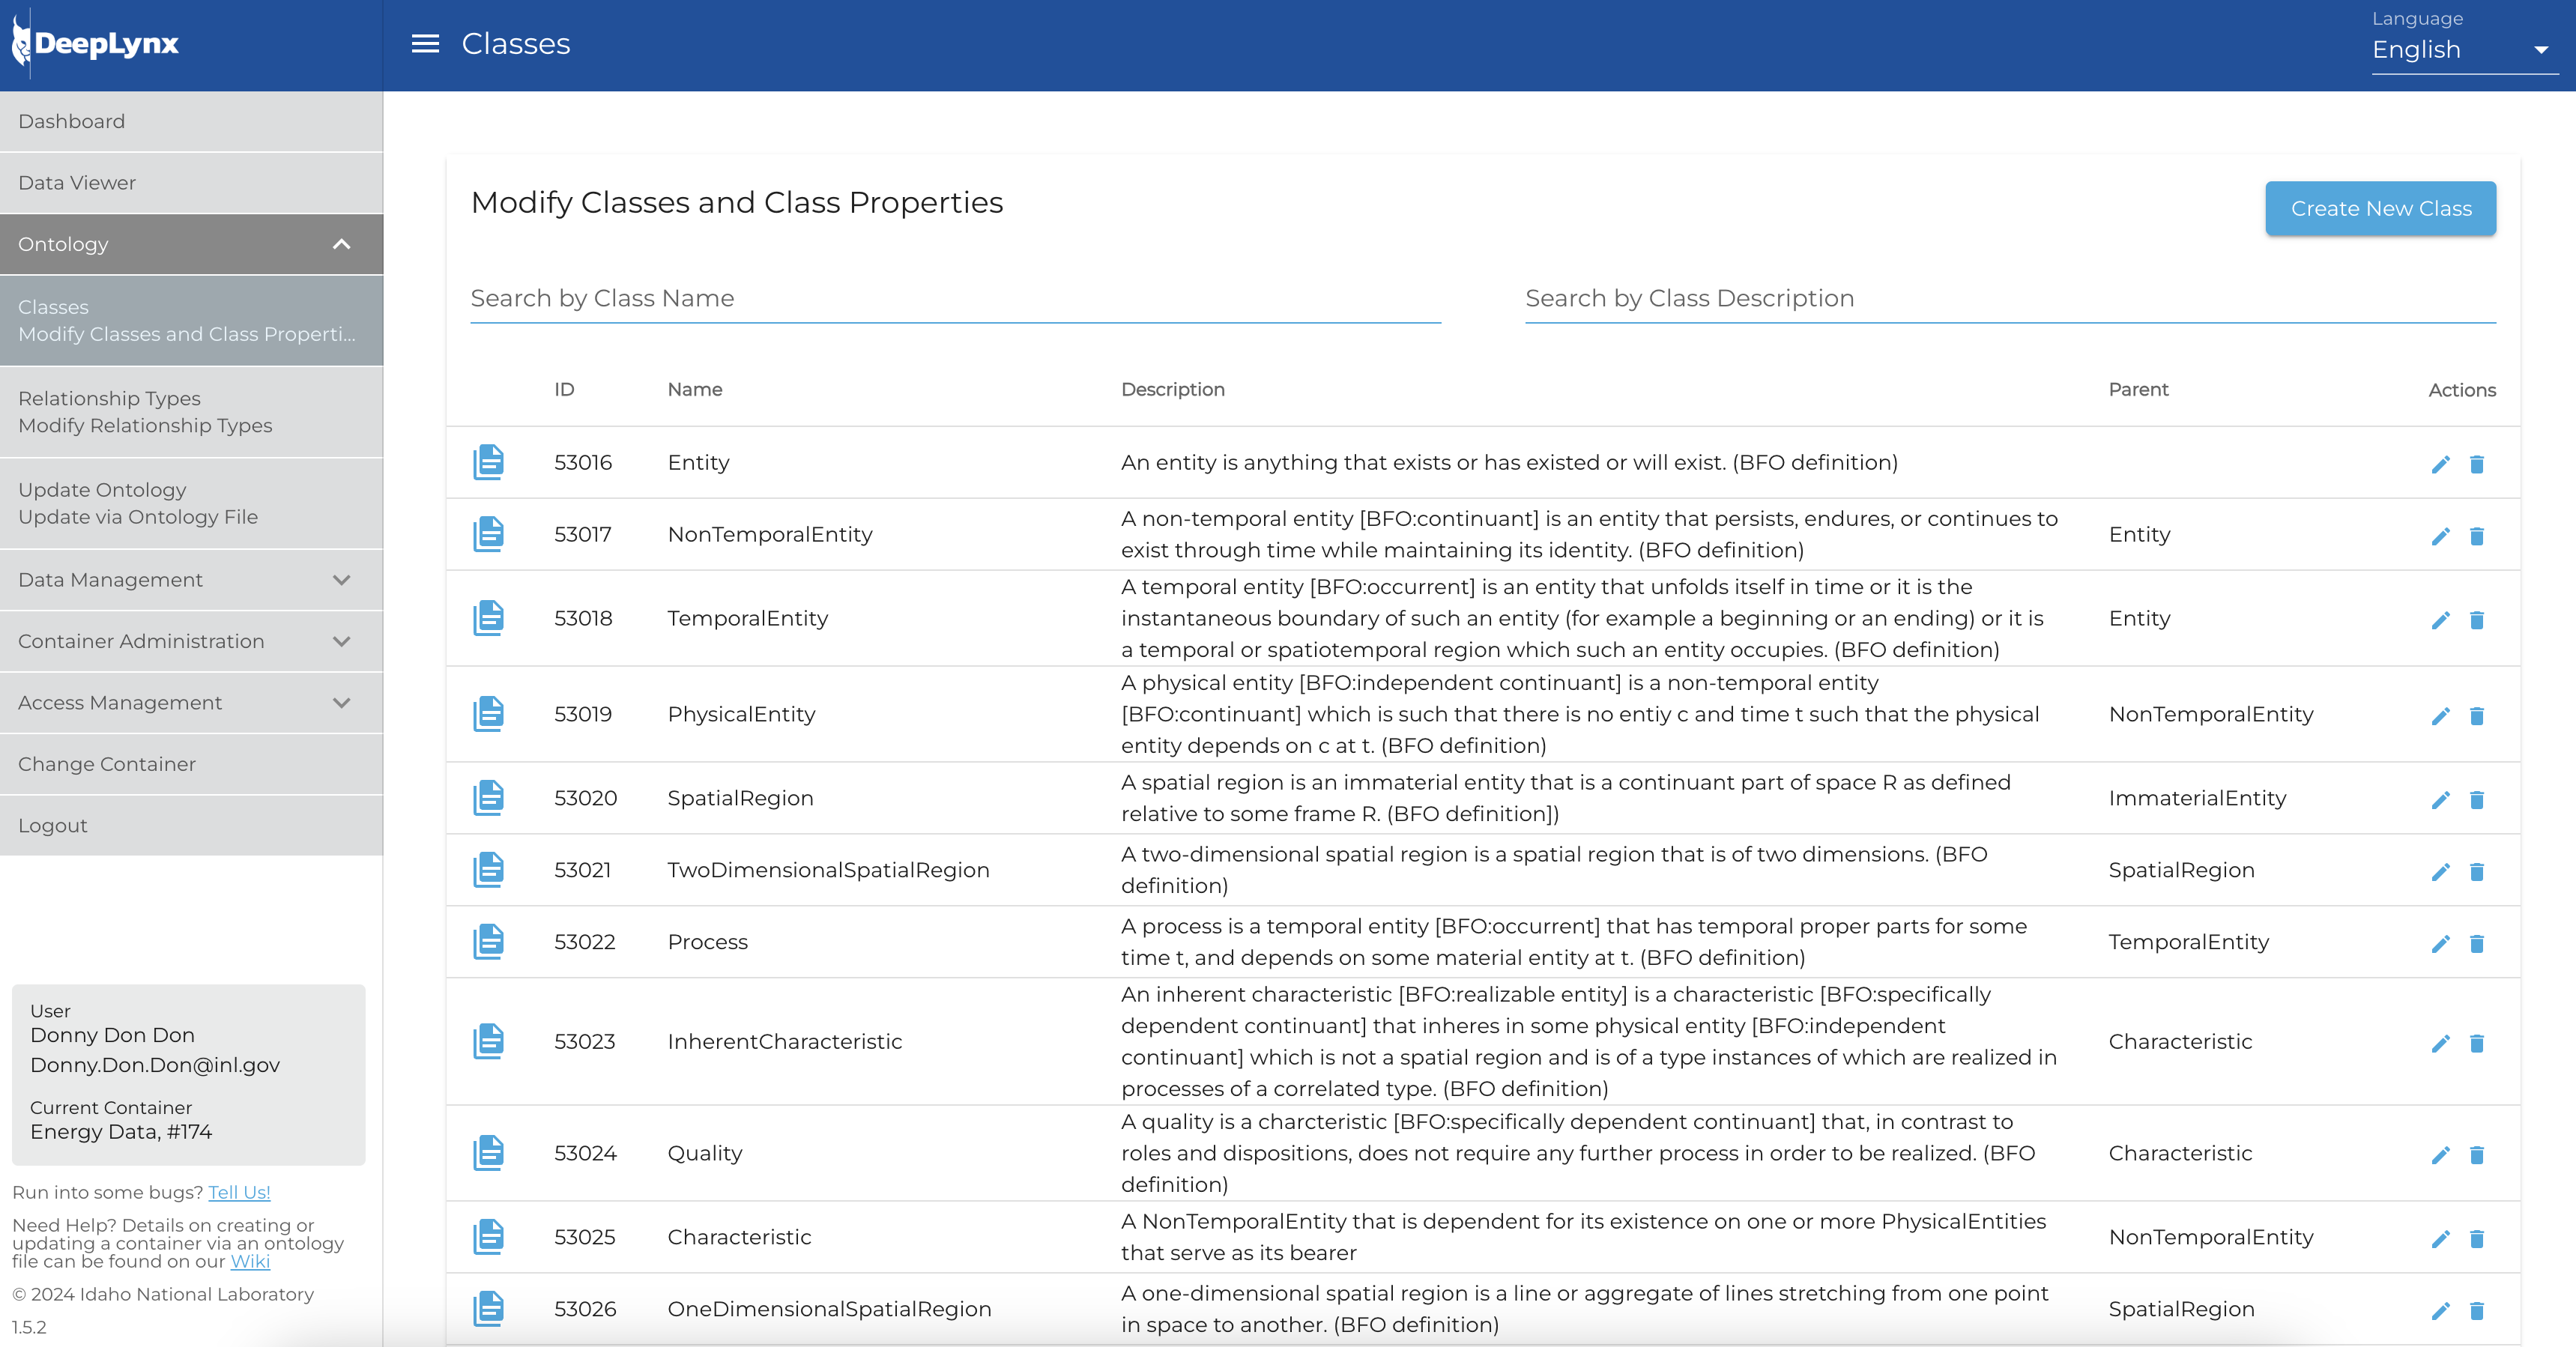 DeepLynx
Classes
Language
English
Dashboard
Data Viewer
Ontology
Classes
Modify Classes and Class Properti...
Relationship Types
Modify Relationship Types
Update Ontology
Update via Ontology File
Data Management
Container Administration
Access Management
Change Container
Logout
User
Donny Don Don
Donny.Don.Don@inl.gov
Current Container
Energy Data, #174
Run into some bugs? Tell Us!
Need Help? Details on creating or
updating a container via an ontology
file can be found on our Wiki
© 2024 Idaho National Laboratory
1.5.2
Modify Classes and Class Properties
Create New Class
Search by Class Name
Search by Class Description
ID Name Description Parent Actions
53016 Entity An entity is anything that exists or has existed or will exist. (BFO definition)
53017 NonTemporalEntity A non-temporal entity [BFO:continuant] is an entity that persists, endures, or continues to
exist through time while maintaining its identity. (BFO definition) Entity
53018 TemporalEntity A temporal entity [BFO:occurrent] is an entity that unfolds itself in time or it is the
instantaneous boundary of such an entity (for example a beginning or an ending) or it is
a temporal or spatiotemporal region which such an entity occupies. (BFO definition) Entity
53019 PhysicalEntity A physical entity [BFO:independent continuant] is a non-temporal entity
[BFO:continuant] which is such that there is no entiy c and time t such that the physical
entity depends on c at t. (BFO definition) NonTemporalEntity
53020 SpatialRegion A spatial region is an immaterial entity that is a continuant part of space R as defined
relative to some frame R. (BFO definition]) ImmaterialEntity
53021 TwoDimensionalSpatialRegion A two-dimensional spatial region is a spatial region that is of two dimensions. (BFO
definition) SpatialRegion
53022 Process A process is a temporal entity [BFO:occurrent] that has temporal proper parts for some
time t, and depends on some material entity at t. (BFO definition) TemporalEntity
53023 InherentCharacteristic An inherent characteristic [BFO:realizable entity] is a characteristic [BFO:specifically
dependent continuant] that inheres in some physical entity [BFO:independent
continuant] which is not a spatial region and is of a type instances of which are realized in
processes of a correlated type. (BFO definition) Characteristic
53024 Quality A quality is a charcteristic [BFO:specifically dependent continuant] that, in contrast to
roles and dispositions, does not require any further process in order to be realized. (BFO
definition) Characteristic
53025 Characteristic A NonTemporalEntity that is dependent for its existence on one or more PhysicalEntities
that serve as its bearer NonTemporalEntity
53026 OneDimensionalSpatialRegion A one-dimensional spatial region is a line or aggregate of lines stretching from one point
in space to another. (BFO definition) SpatialRegion